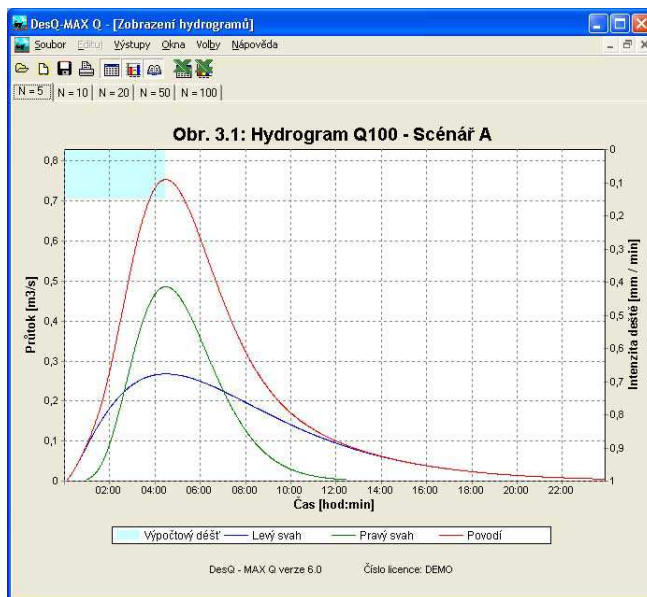 DesQ-MAX Q - [Zobrazení hydrogramů]
Soubor Edituj Výstupy Okna Volby Nápověda
N = 5 N = 10 N = 20 N = 50 N = 100
Obr. 3.1: Hydrogram Q100 - Scénář A
Průtok [m3/s]
0,8
0,7
0,6
0,5
0,4
0,3
0,2
0,1
0
Intenzita deště [mm / min]
0
0,1
0,2
0,3
0,4
0,5
0,6
0,7
0,8
0,9
1
02:00 04:00 06:00 08:00 10:00 12:00 14:00 16:00 18:00 20:00 22:00
Čas [hod:min]
Výpočtový déšť Levý svah Pravý svah Povodí
DesQ - MAX Q verze 6.0 Číslo licence: DEMO